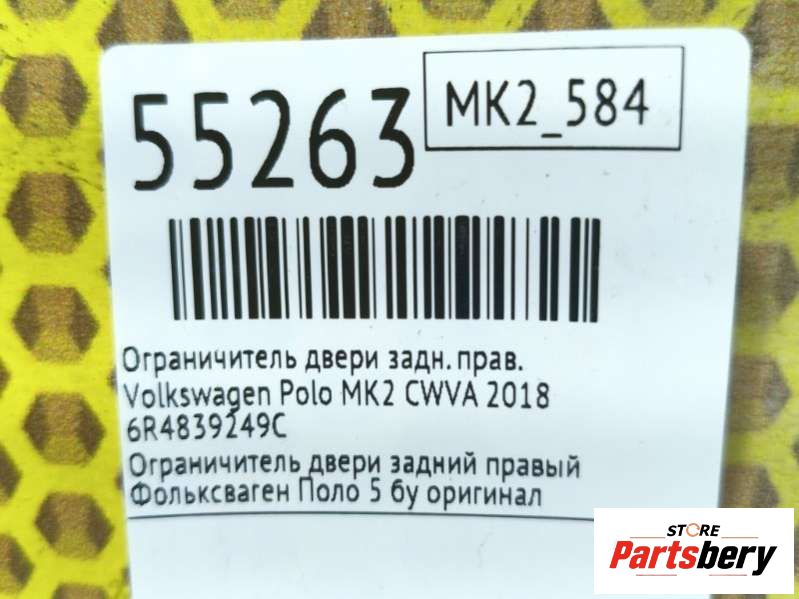 55263
MK2_584
Ограничитель двери задн. прав.
Volkswagen Polo MK2 CWVA 2018
6R4839249C
Ограничитель двери задний правый
Фольксваген Поло 5 бу оригинал
STORE
Partsbery